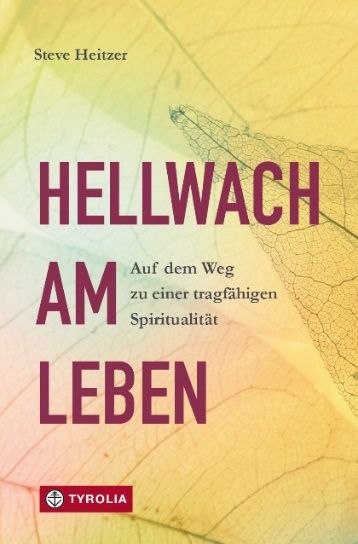 Steve Heitzer
HELLWACH
AM
Auf dem Weg
zu einer tragfähigen
Spiritualität
LEBEN
TYROLIA